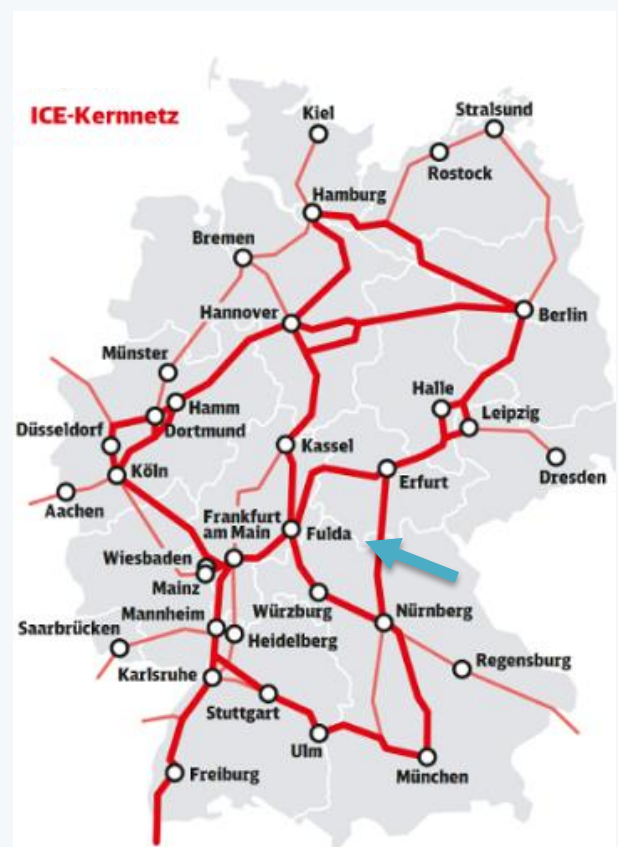 ICE-Kernnetz
Kiel
Stralsund
Rostock
Hamburg
Bremen
Hannover
Berlin
Münster
Halle
Hamm
Leipzig
Düsseldorf
Dortmund
Kassel
Köln
Erfurt
Dresden
Aachen
Frankfurt
am Main
Fulda
Wiesbaden
Mainz
Würzburg
Nürnberg
Mannheim
Saarbrücken
Heidelberg
Regensburg
Karlsruhe
Stuttgart
Ulm
München
Freiburg